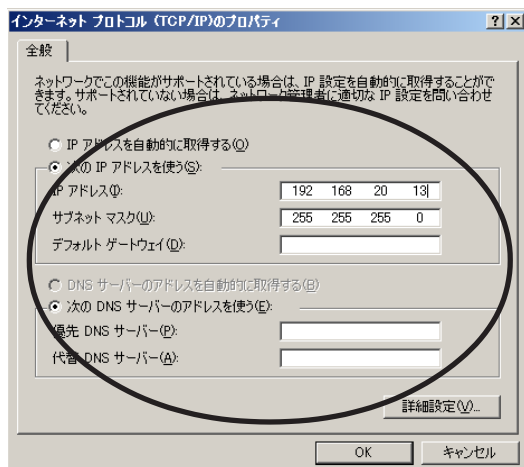 インターネット プロトコル (TCP/IP)のプロパティ
全般
ネットワークでこの機能がサポートされている場合は、IP 設定を自動的に取得することがで
きます。サポートされていない場合は、ネットワーク管理者に適切な IP 設定を問い合わせ
てください。
IP アドレスを自動的に取得する(O)
次の IP アドレスを使う(S):
IP アドレス(I): 192 168 20 13
サブネット マスク(U): 255 255 255 0
デフォルト ゲートウェイ(D):
DNS サーバーのアドレスを自動的に取得する(B)
次の DNS サーバーのアドレスを使う(E):
優先 DNS サーバー(P):
代替 DNS サーバー(A):
詳細設定(V)...
OK キャンセル